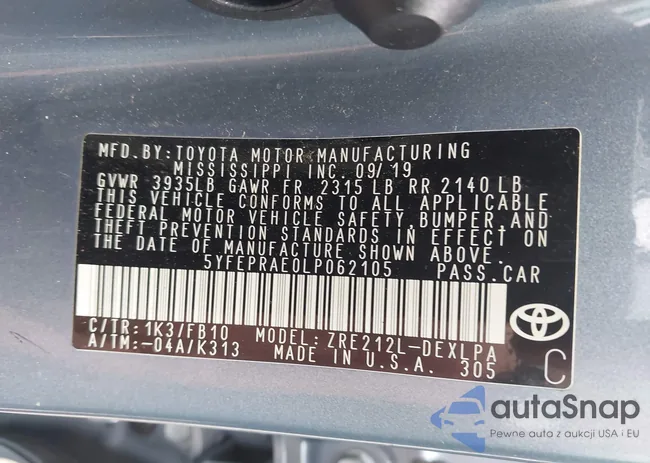 MFD.BY:TOYOTA MOTOR MANUFACTURING
MISSISSIPPI INC. 09/19
GVWR 3935LB GAWR FR 2315 LB RR 2140 LB
THIS VEHICLE CONFORMS TO ALL APPLICABLE
FEDERAL MOTOR VEHICLE SAFETY, BUMPER, AND
THEFT PREVENTION STANDARDS IN EFFECT ON
THE DATE OF MANUFACTURE SHOWN ABOVE.
5YFEPRAE0LP062105 PASS.CAR
C/TR: 1K3/FB10 MODEL: ZRE212L-DEXLPA
A/TM:-04A/K313 MADE IN U.S.A. 305
C
autaSnap
Pewne auta z aukcji USA i EU